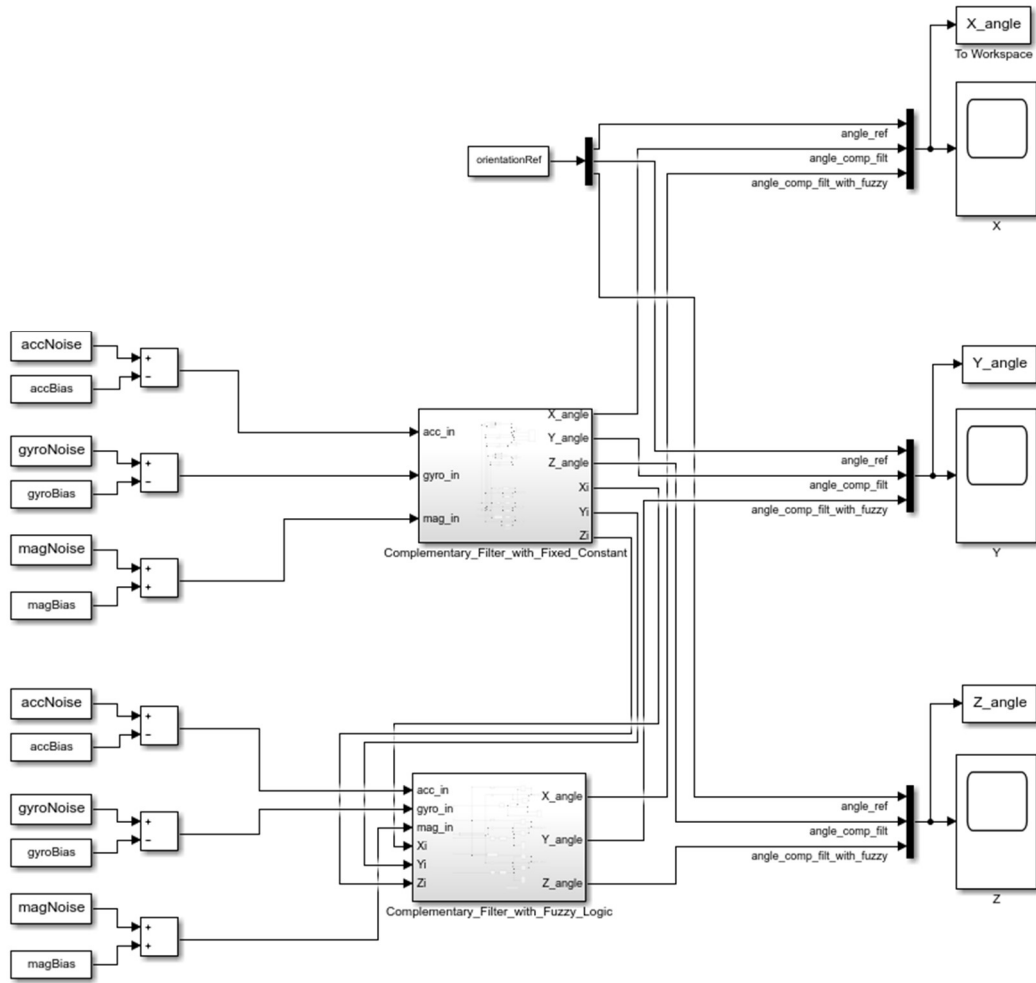 X_angle
To Workspace
orientationRef
angle_ref
angle_comp_filt
angle_comp_filt_with_fuzzy
X
accNoise
+
accBias
−
gyroNoise
+
gyroBias
−
magNoise
+
magBias
+
acc_in
gyro_in
mag_in
X_angle
Y_angle
Z_angle
Xi
Yi
Zi
Complementary_Filter_with_Fixed_Constant
Y_angle
angle_ref
angle_comp_filt
angle_comp_filt_with_fuzzy
Y
accNoise
+
accBias
−
gyroNoise
+
gyroBias
−
magNoise
+
magBias
+
acc_in
gyro_in
mag_in
Xi
Yi
Zi
X_angle
Y_angle
Z_angle
Complementary_Filter_with_Fuzzy_Logic
Z_angle
angle_ref
angle_comp_filt
angle_comp_filt_with_fuzzy
Z